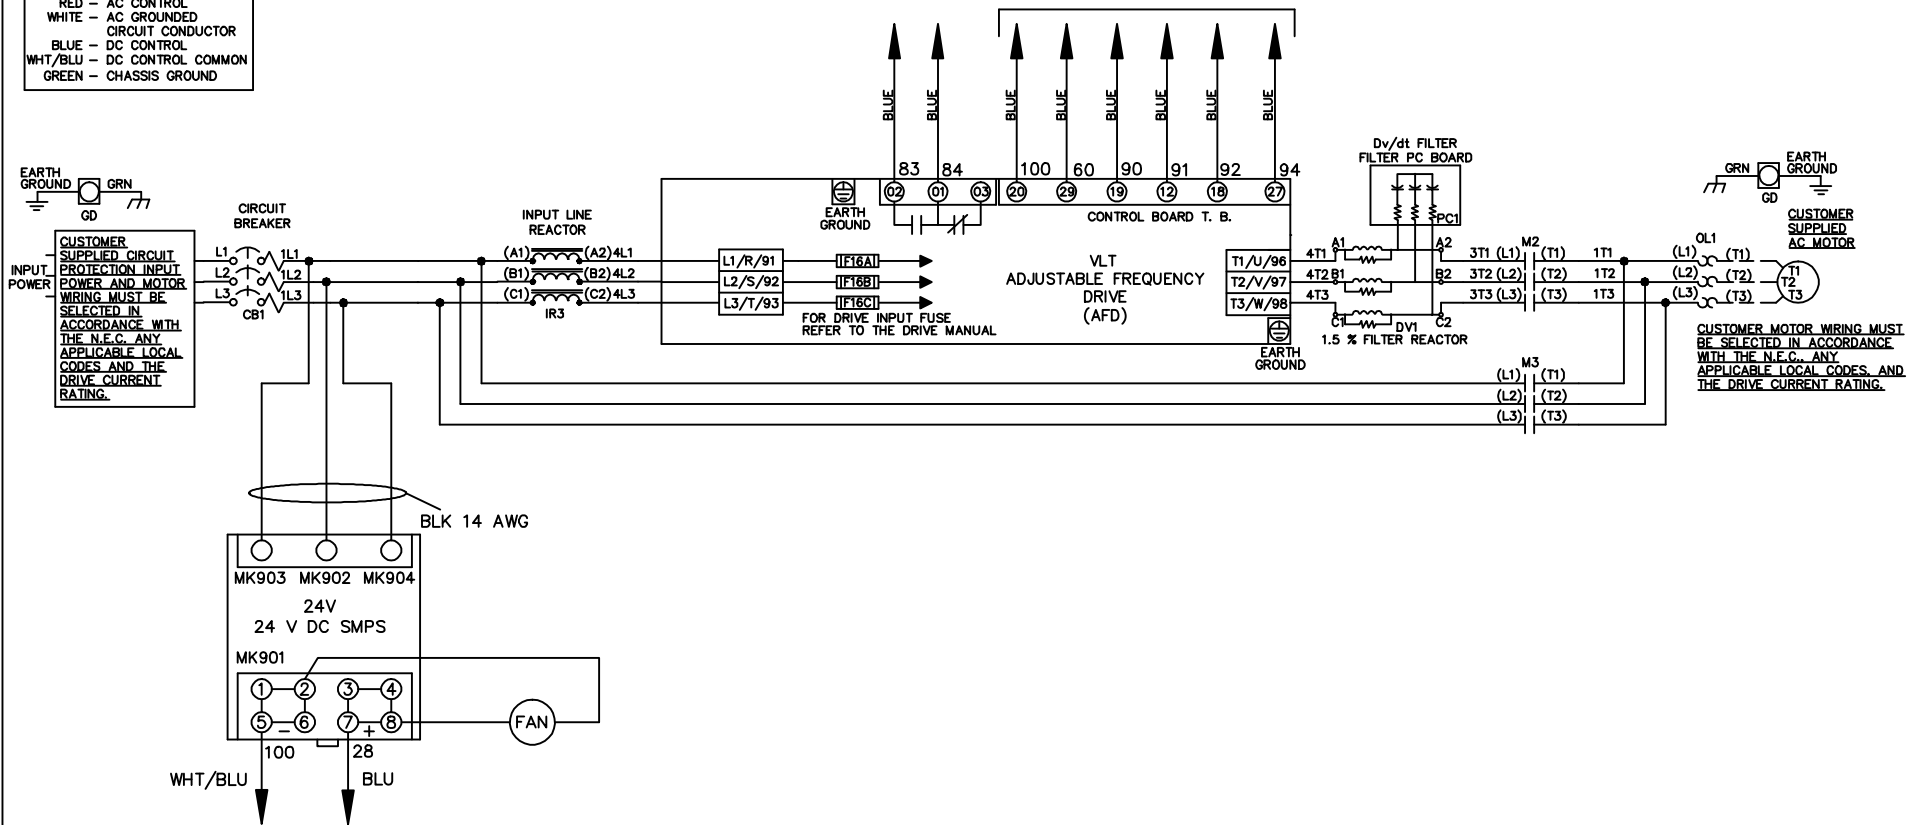 RED – AC CONTROL
WHITE – AC GROUNDED
CIRCUIT CONDUCTOR
BLUE – DC CONTROL
WHT/BLU – DC CONTROL COMMON
GREEN – CHASSIS GROUND
BLUE
BLUE
BLUE
BLUE
BLUE
BLUE
BLUE
BLUE
83
84
100
60
90
91
92
94
02
01
03
20
29
19
12
18
27
EARTH
GROUND
CONTROL BOARD T. B.
EARTH
GROUND
GRN
GD
CIRCUIT
BREAKER
INPUT
POWER
CUSTOMER
SUPPLIED CIRCUIT
PROTECTION INPUT
POWER AND MOTOR
WIRING MUST BE
SELECTED IN
ACCORDANCE WITH
THE N.E.C. ANY
APPLICABLE LOCAL
CODES AND THE
DRIVE CURRENT
RATING.
L1
L2
L3
1L1
1L2
1L3
CB1
INPUT LINE
REACTOR
(A1)
(A2)4L1
(B1)
(B2)4L2
(C1)
(C2)4L3
IR3
L1/R/91
L2/S/92
L3/T/93
F16A
F16B
F16C
FOR DRIVE INPUT FUSE
REFER TO THE DRIVE MANUAL
VLT
ADJUSTABLE FREQUENCY
DRIVE
(AFD)
T1/U/96
T2/V/97
T3/W/98
EARTH
GROUND
Dv/dt FILTER
FILTER PC BOARD
PC1
4T1
A1
A2
4T2
B1
B2
4T3
C1
C2
DV1
1.5 % FILTER REACTOR
M2
3T1 (L1)
(T1)
1T1
3T2 (L2)
(T2)
1T2
3T3 (L3)
(T3)
1T3
OL1
(L1)
(T1)
(L2)
(T2)
(L3)
(T3)
T1
T2
T3
GRN
EARTH
GROUND
GD
CUSTOMER
SUPPLIED
AC MOTOR
CUSTOMER MOTOR WIRING MUST
BE SELECTED IN ACCORDANCE
WITH THE N.E.C., ANY
APPLICABLE LOCAL CODES, AND
THE DRIVE CURRENT RATING.
M3
(L1)
(T1)
(L2)
(T2)
(L3)
(T3)
BLK 14 AWG
MK903
MK902
MK904
24V
24 V DC SMPS
MK901
1
2
3
4
5
6
7
8
–
+
FAN
100
28
WHT/BLU
BLU